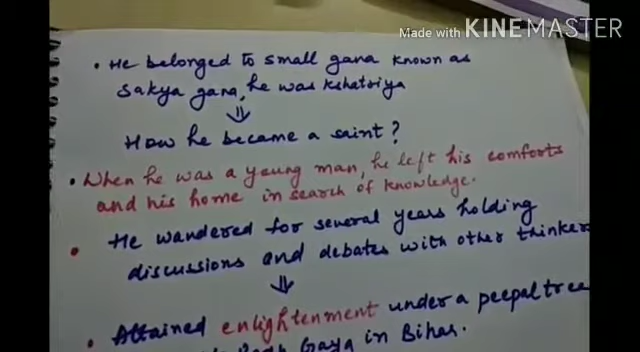 Made with KINEMASTER
• He belonged to small gana known as
Sakya gana, he was Kshatriya
⇓
How he became a saint?
• When he was a young man, he left his comforts
and his home in search of knowledge.
• He wandered for several years holding
discussions and debates with other thinkers
⇓
• Attained enlightenment under a peepal tree
Gaya in Bihar.